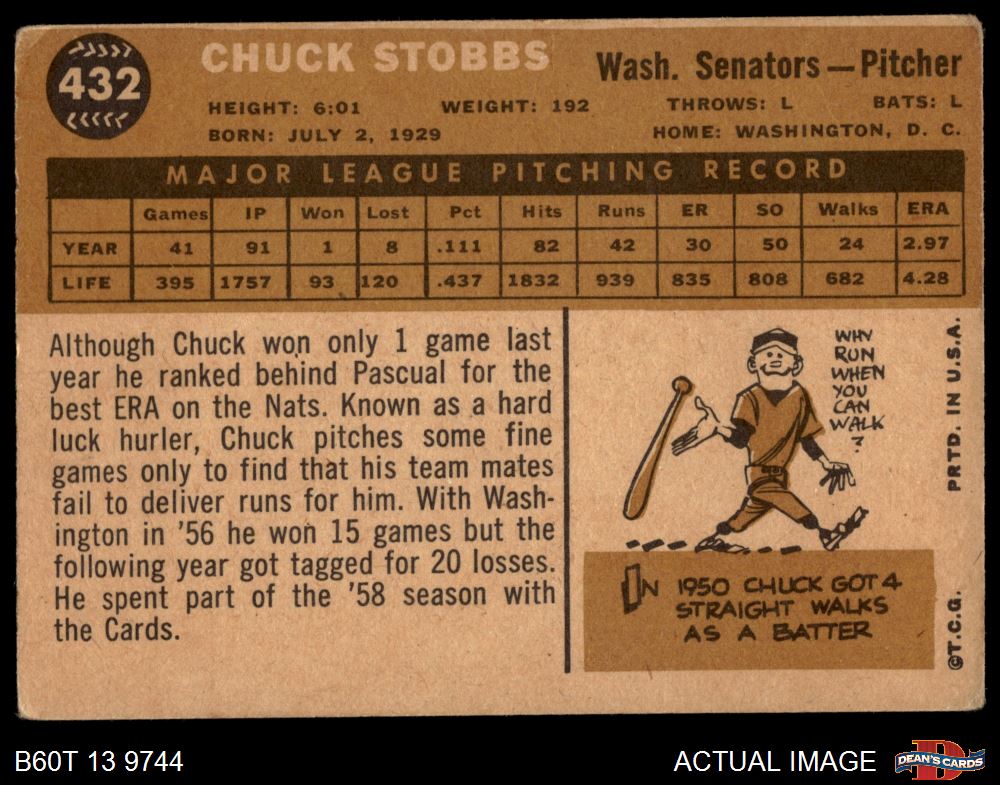 432
CHUCK STOBBS
Wash. Senators — Pitcher
HEIGHT: 6:01 WEIGHT: 192 THROWS: L BATS: L
BORN: JULY 2, 1929 HOME: WASHINGTON, D. C.
MAJOR LEAGUE PITCHING RECORD
Games IP Won Lost Pct Hits Runs ER SO Walks ERA
YEAR 41 91 1 8 .111 82 42 30 50 24 2.97
LIFE 395 1757 93 120 .437 1832 939 835 808 682 4.28
Although Chuck won only 1 game last
year he ranked behind Pascual for the
best ERA on the Nats. Known as a hard
luck hurler, Chuck pitches some fine
games only to find that his team mates
fail to deliver runs for him. With Wash-
ington in '56 he won 15 games but the
following year got tagged for 20 losses.
He spent part of the '58 season with
the Cards.
WHY
RUN
WHEN
YOU
CAN
WALK
?
IN 1950 CHUCK GOT 4
STRAIGHT WALKS
AS A BATTER
PRTD. IN U.S.A.
©T.C.G.
B60T 13 9744
ACTUAL IMAGE
DEAN'S CARDS